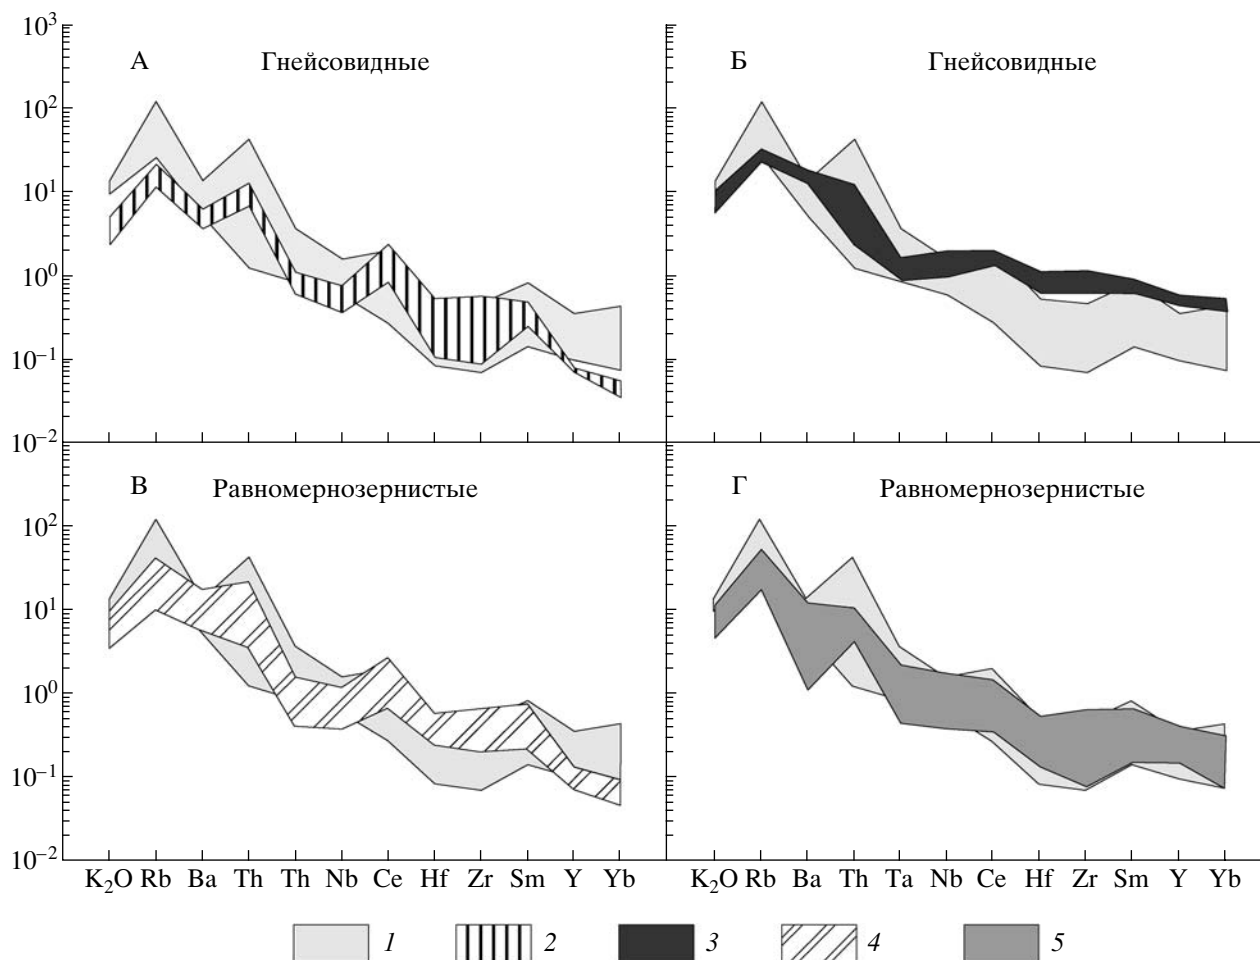 10³
А Гнейсовидные
Б Гнейсовидные
10²
10¹
10⁰
10⁻¹
10⁻²
В Равномернозернистые
Г Равномернозернистые
10²
10¹
10⁰
10⁻¹
10⁻²
K₂O Rb Ba Th Th Nb Ce Hf Zr Sm Y Yb
K₂O Rb Ba Th Ta Nb Ce Hf Zr Sm Y Yb
1 2 3 4 5